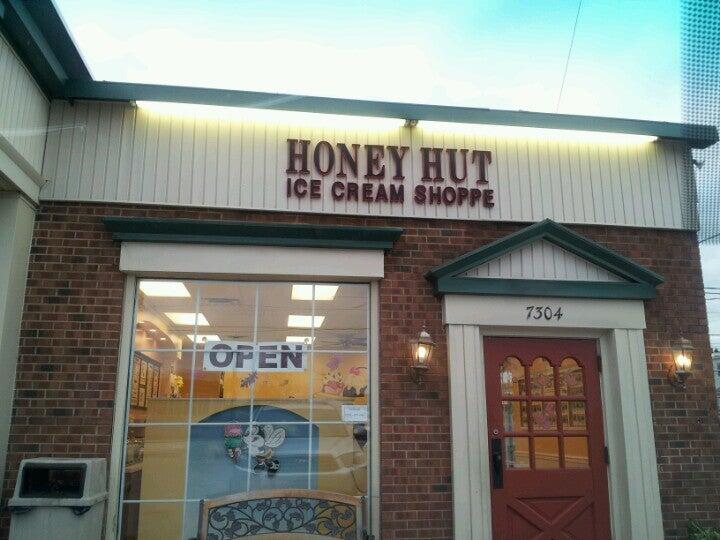 HONEY HUT
ICE CREAM SHOPPE
7304
OPEN